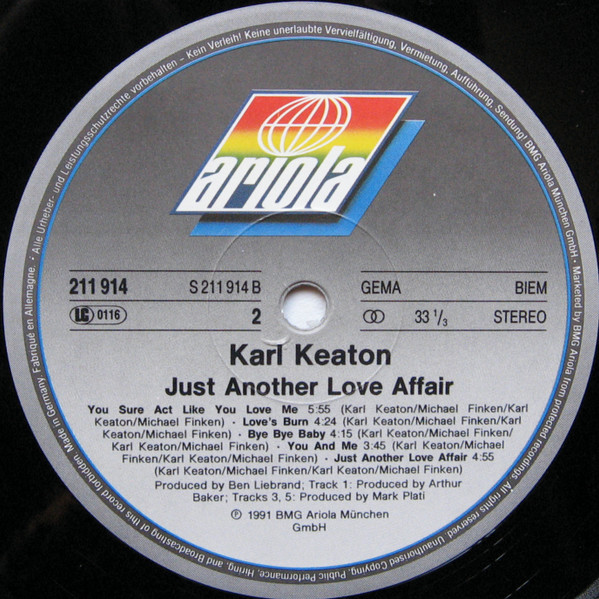 Alle Urheber- und Leistungsschutzrechte vorbehalten – Kein Verleih! Keine unerlaubte Vervielfältigung, Vermietung, Aufführung, Sendung! BMG Ariola München GmbH • Marketed by BMG Ariola
from protected recordings. All rights reserved. Unauthorised Copying, Public Performance, Hiring, and Broadcasting of this record forbidden. Made in Germany. Fabriqué en Allemagne. •
ariola
211 914
S 211 914 B
GEMA
BIEM
LC 0116
2
33 1/3
STEREO
Karl Keaton
Just Another Love Affair
You Sure Act Like You Love Me 5:55 (Karl Keaton/Michael Finken/Karl
Keaton/Michael Finken) · Love's Burn 4:24 (Karl Keaton/Michael Finken/Karl
Keaton/Michael Finken) · Bye Bye Baby 4:15 (Karl Keaton/Michael Finken/
Karl Keaton/Michael Finken) · You And Me 3:45 (Karl Keaton/Michael
Finken/Karl Keaton/Michael Finken) · Just Another Love Affair 4:55
(Karl Keaton/Michael Finken/Karl Keaton/Michael Finken)
Produced by Ben Liebrand; Track 1: Produced by Arthur
Baker; Tracks 3, 5: Produced by Mark Plati
℗ 1991 BMG Ariola München
GmbH